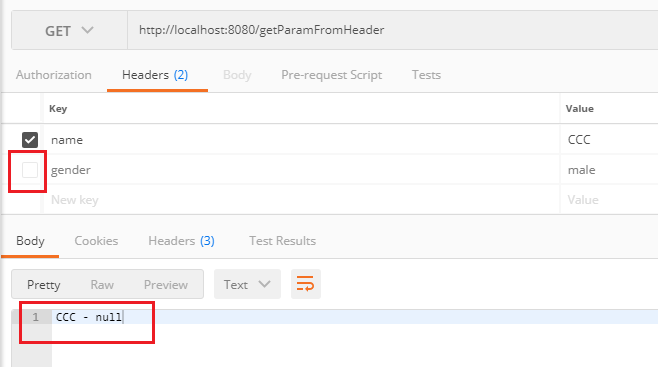 GET http://localhost:8080/getParamFromHeader
Authorization Headers (2) Body Pre-request Script Tests
Key Value
name CCC
gender male
New key Value
Body Cookies Headers (3) Test Results
Pretty Raw Preview Text
1 CCC - null